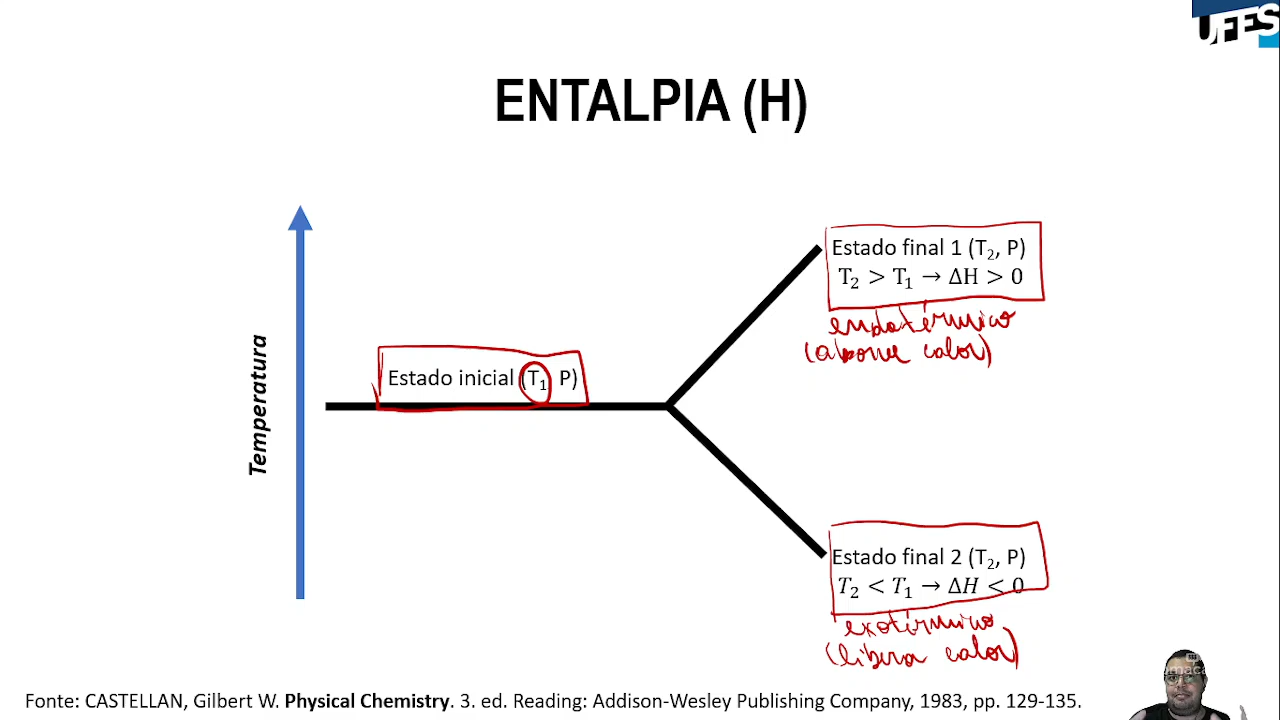 UFES
ENTALPIA (H)
Temperatura
Estado inicial (T₁, P)
Estado final 1 (T₂, P)
T₂ > T₁ → ΔH > 0
endotérmico
(absorve calor)
Estado final 2 (T₂, P)
T₂ < T₁ → ΔH < 0
exotérmico
(libera calor)
Fonte: CASTELLAN, Gilbert W. Physical Chemistry. 3. ed. Reading: Addison-Wesley Publishing Company, 1983, pp. 129-135.